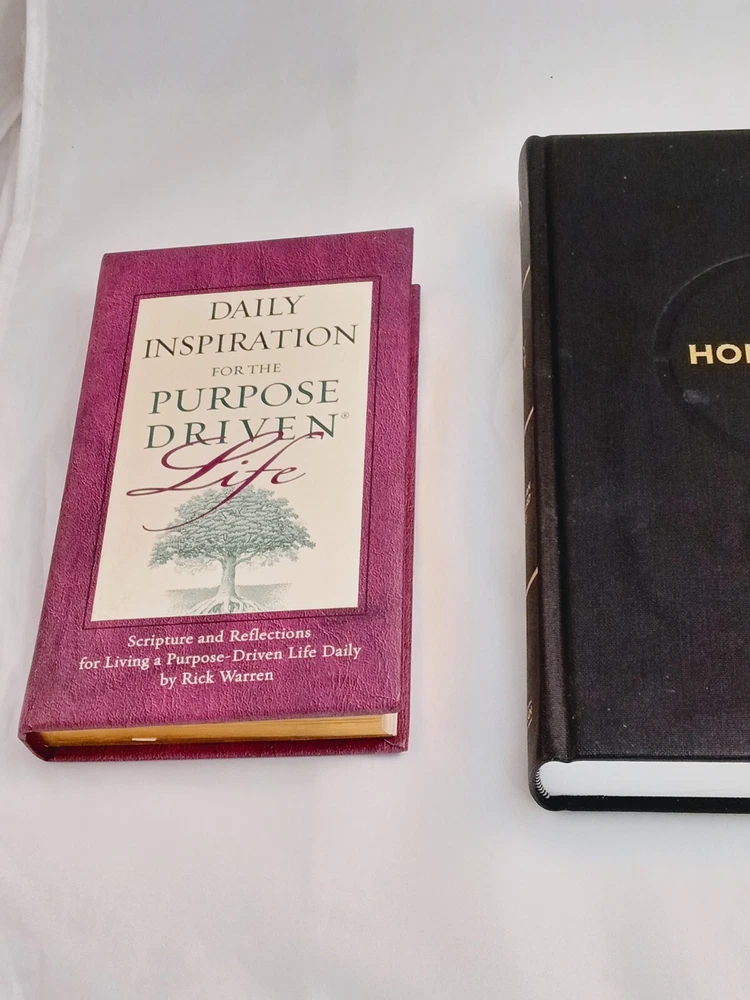 DAILY
INSPIRATION
FOR THE
PURPOSE
DRIVEN®
Life
Scripture and Reflections
for Living a Purpose-Driven Life Daily
by Rick Warren